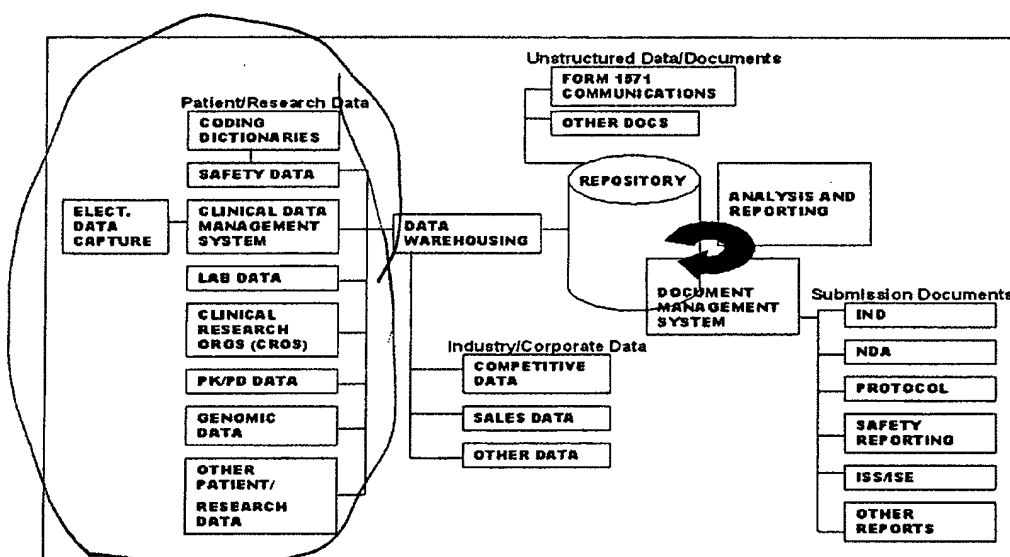 Unstructured Data/Documents
FORM 1571
COMMUNICATIONS
OTHER DOCS
Patient/Research Data
CODING
DICTIONARIES
SAFETY DATA
ELECT.
DATA
CAPTURE
CLINICAL DATA
MANAGEMENT
SYSTEM
LAB DATA
CLINICAL
RESEARCH
ORGS (CROS)
PK/PD DATA
GENOMIC
DATA
OTHER
PATIENT/
RESEARCH
DATA
DATA
WAREHOUSING
REPOSITORY
ANALYSIS AND
REPORTING
DOCUMENT
MANAGEMENT
SYSTEM
Industry/Corporate Data
COMPETITIVE
DATA
SALES DATA
OTHER DATA
Submission Documents
IND
NDA
PROTOCOL
SAFETY
REPORTING
ISS/ISE
OTHER
REPORTS